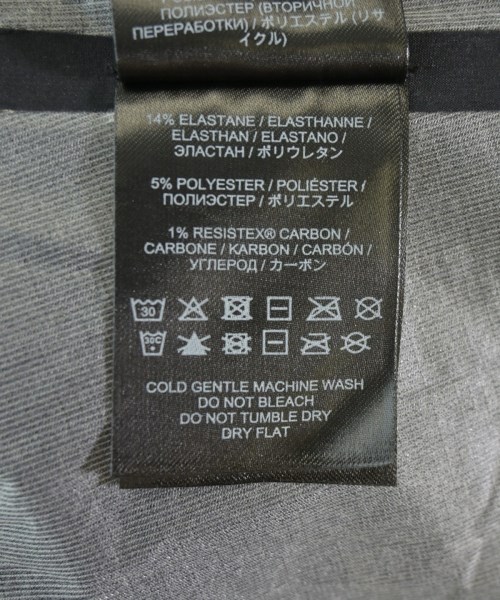 ПОЛИЭСТЕР (ВТОРИЧНОЙ
ПЕРЕРАБОТКИ) / ポリエステル (リサ
イクル)
14% ELASTANE / ELASTHANNE /
ELASTHAN / ELASTANO /
ЭЛАСТАН / ポリウレタン
5% POLYESTER / POLIÉSTER /
ПОЛИЭСТЕР / ポリエステル
1% RESISTEX® CARBON /
CARBONE / KARBON / CARBÓN /
УГЛЕРОД / カーボン
30
30C
COLD GENTLE MACHINE WASH
DO NOT BLEACH
DO NOT TUMBLE DRY
DRY FLAT